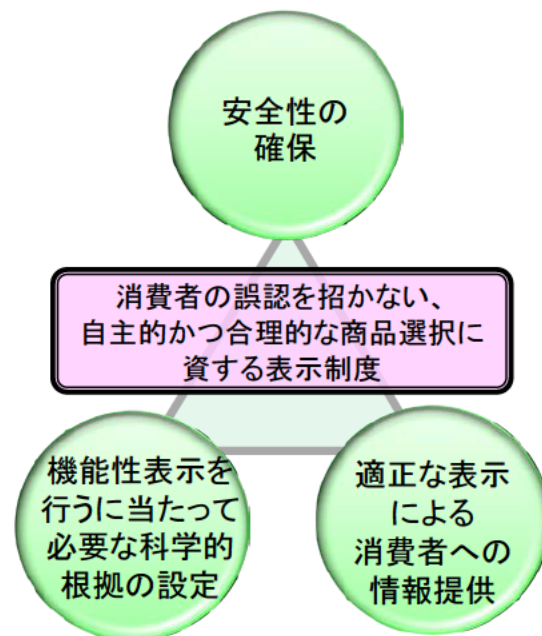 安全性の
確保
消費者の誤認を招かない、
自主的かつ合理的な商品選択に
資する表示制度
機能性表示を
行うに当たって
必要な科学的
根拠の設定
適正な表示
による
消費者への
情報提供